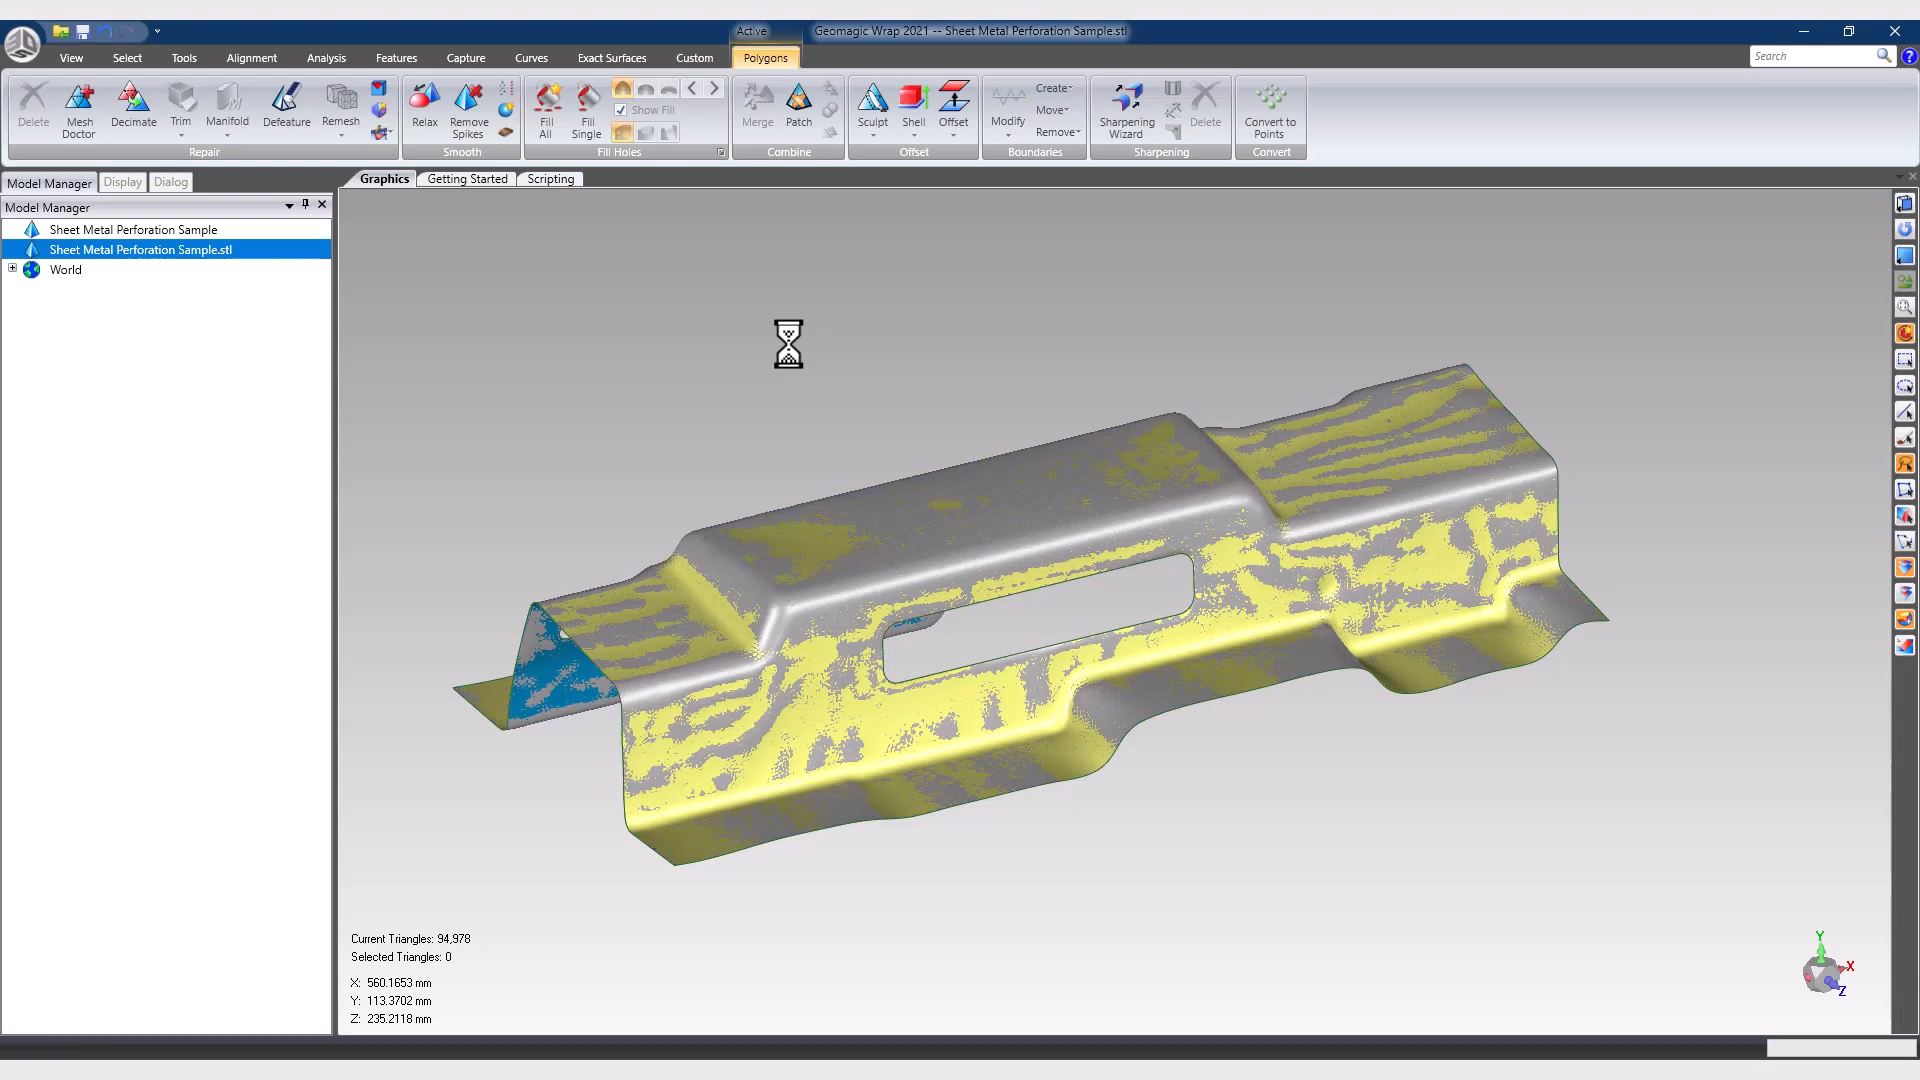 Active
Geomagic Wrap 2021 -- Sheet Metal Perforation Sample.stl
View Select Tools Alignment Analysis Features Capture Curves Exact Surfaces Custom Polygons
Search
Delete
Mesh Doctor
Decimate
Trim
Manifold
Defeature
Remesh
Repair
Relax
Remove Spikes
Smooth
Fill All
Fill Single
Show Fill
Fill Holes
Merge
Patch
Combine
Sculpt
Shell
Offset
Offset
Modify
Create
Move
Remove
Boundaries
Sharpening Wizard
Delete
Sharpening
Convert to Points
Convert
Model Manager Display Dialog
Graphics Getting Started Scripting
Model Manager
Sheet Metal Perforation Sample
Sheet Metal Perforation Sample.stl
World
Current Triangles: 94,978
Selected Triangles: 0
X: 560.1653 mm
Y: 113.3702 mm
Z: 235.2118 mm
Y
X
Z